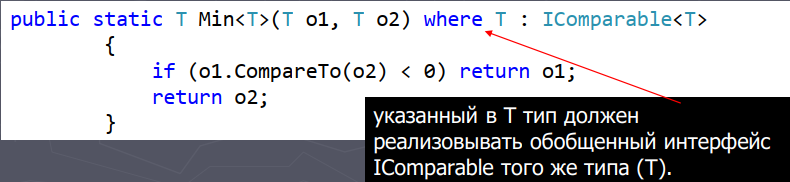 public static T Min<T>(T o1, T o2) where T : IComparable<T>
{
if (o1.CompareTo(o2) < 0) return o1;
return o2;
}
указанный в T тип должен
реализовывать обобщенный интерфейс
IComparable того же типа (T).